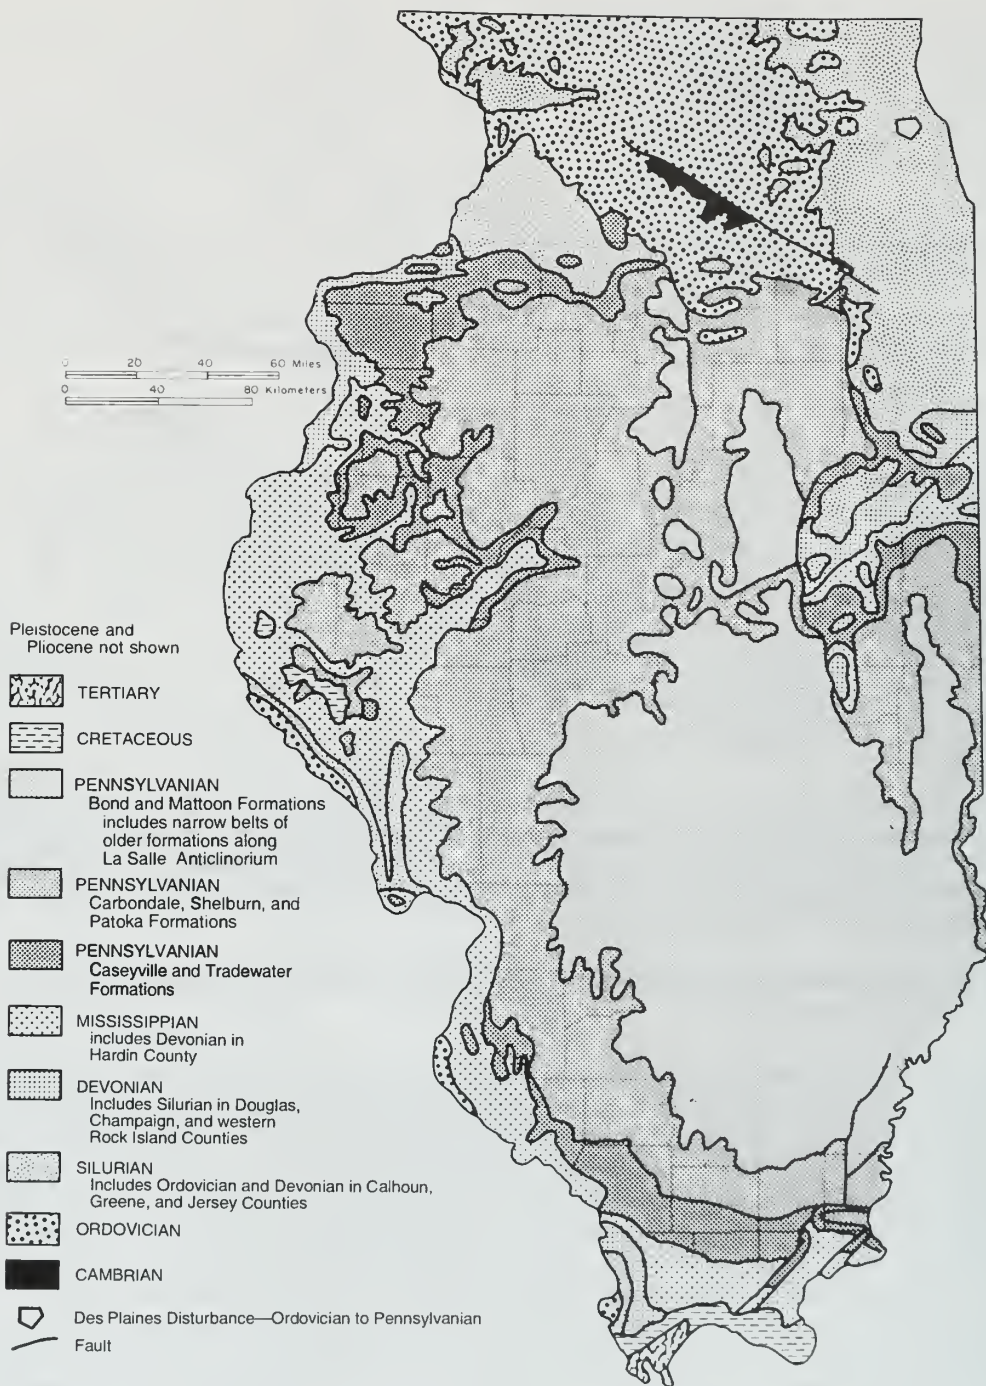 0 20 40 60 Miles
0 40 80 Kilometers
Pleistocene and
Pliocene not shown
TERTIARY
CRETACEOUS
PENNSYLVANIAN
Bond and Mattoon Formations
includes narrow belts of
older formations along
La Salle Anticlinorium
PENNSYLVANIAN
Carbondale, Shelburn, and
Patoka Formations
PENNSYLVANIAN
Caseyville and Tradewater
Formations
MISSISSIPPIAN
includes Devonian in
Hardin County
DEVONIAN
Includes Silurian in Douglas,
Champaign, and western
Rock Island Counties
SILURIAN
Includes Ordovician and Devonian in Calhoun,
Greene, and Jersey Counties
ORDOVICIAN
CAMBRIAN
Des Plaines Disturbance—Ordovician to Pennsylvanian
Fault